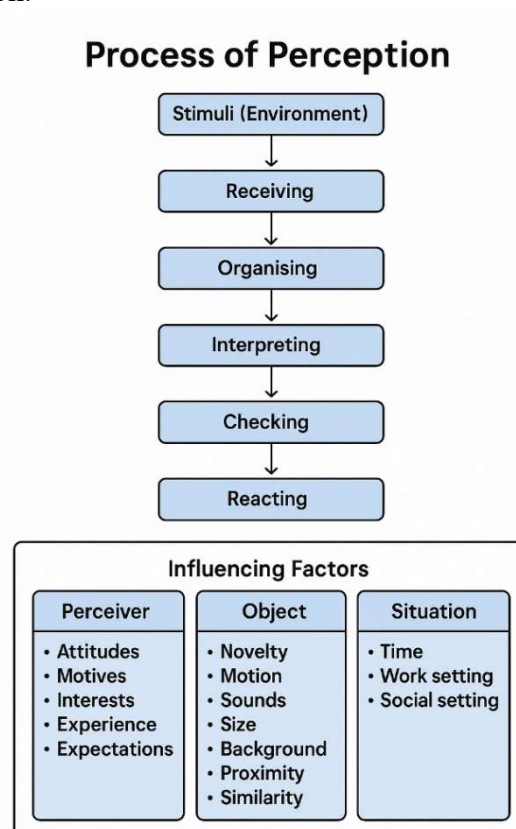 Process of Perception
Stimuli (Environment)
Receiving
Organising
Interpreting
Checking
Reacting
Influencing Factors
Perceiver
• Attitudes
• Motives
• Interests
• Experience
• Expectations
Object
• Novelty
• Motion
• Sounds
• Size
• Background
• Proximity
• Similarity
Situation
• Time
• Work setting
• Social setting